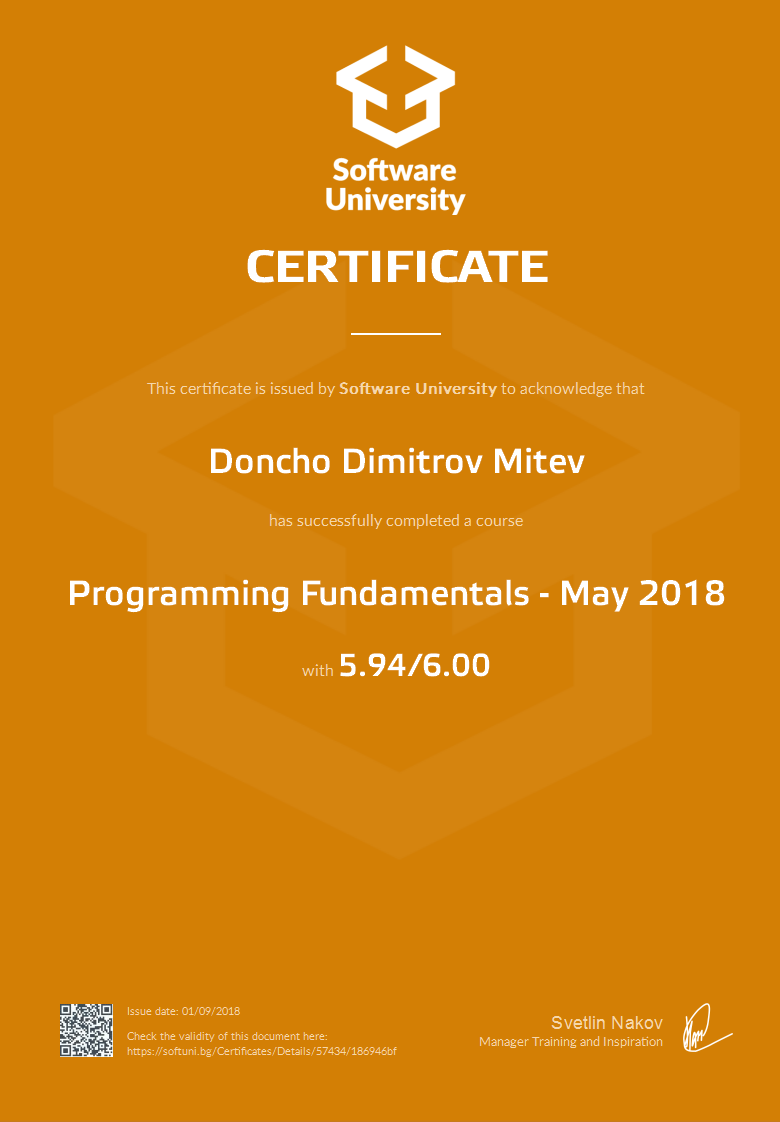 Software
University
CERTIFICATE
This certificate is issued by Software University to acknowledge that
Doncho Dimitrov Mitev
has successfully completed a course
Programming Fundamentals - May 2018
with 5.94/6.00
Issue date: 01/09/2018
Check the validity of this document here:
https://softuni.bg/Certificates/Details/57434/186946bf
Svetlin Nakov
Manager Training and Inspiration